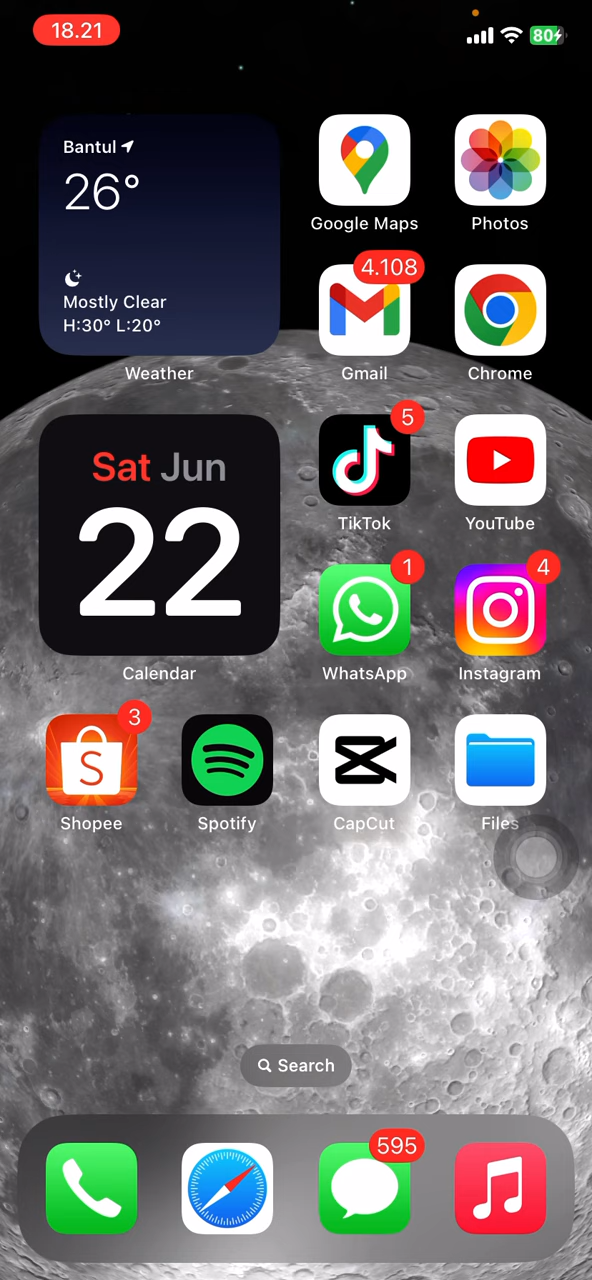 18.21
80
Bantul
26°
Mostly Clear
H:30° L:20°
Weather
Google Maps
Photos
4.108
Gmail
Chrome
Sat Jun
22
Calendar
5
TikTok
YouTube
1
WhatsApp
4
Instagram
3
S
Shopee
Spotify
CapCut
Files
Search
595